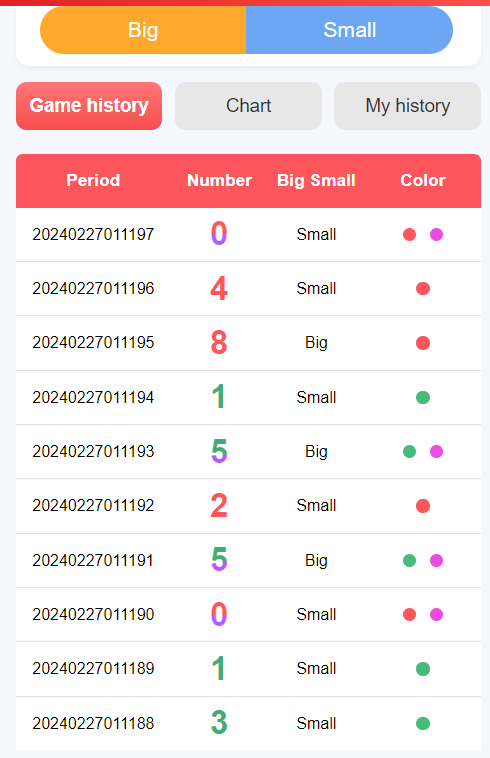 Big Small
Game history Chart My history
Period Number Big Small Color
20240227011197 0 Small
20240227011196 4 Small
20240227011195 8 Big
20240227011194 1 Small
20240227011193 5 Big
20240227011192 2 Small
20240227011191 5 Big
20240227011190 0 Small
20240227011189 1 Small
20240227011188 3 Small